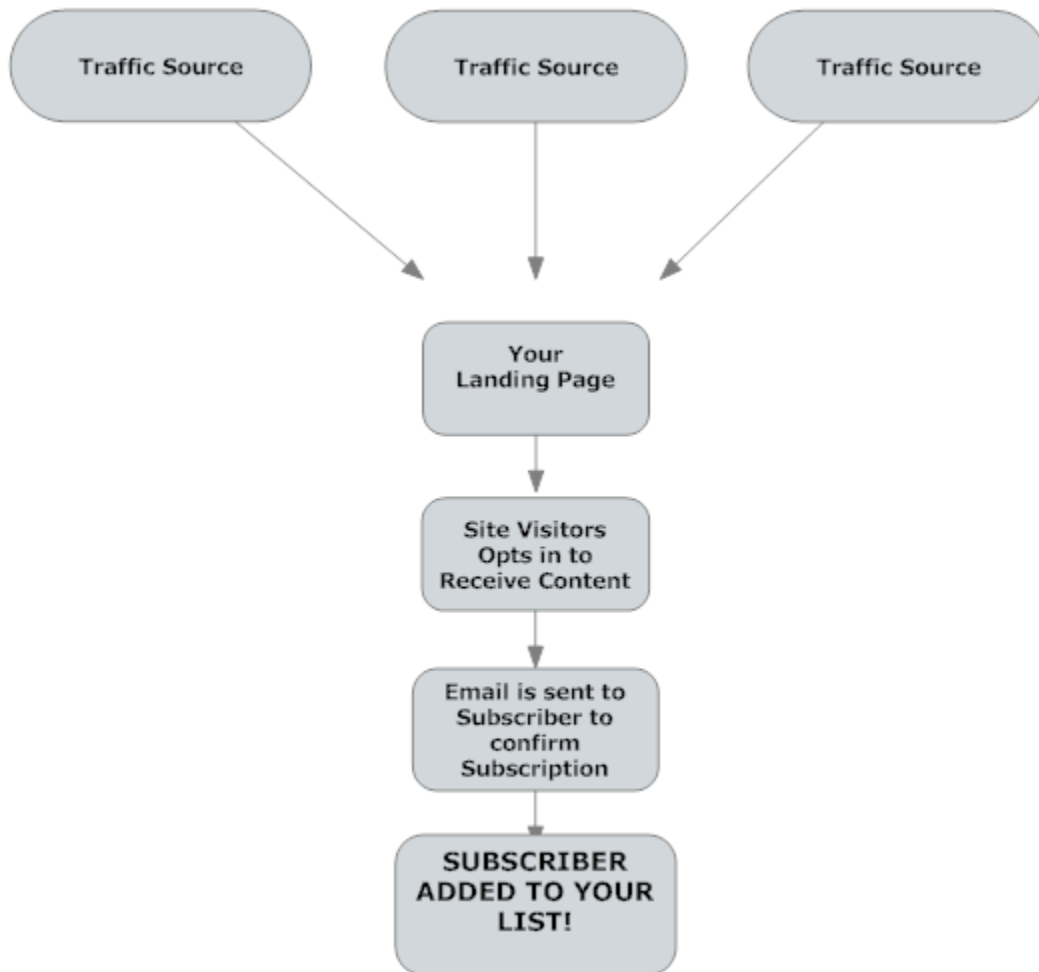 Traffic Source
Traffic Source
Traffic Source
Your
Landing Page
Site Visitors
Opts in to
Receive Content
Email is sent to
Subscriber to
confirm
Subscription
SUBSCRIBER
ADDED TO YOUR
LIST!